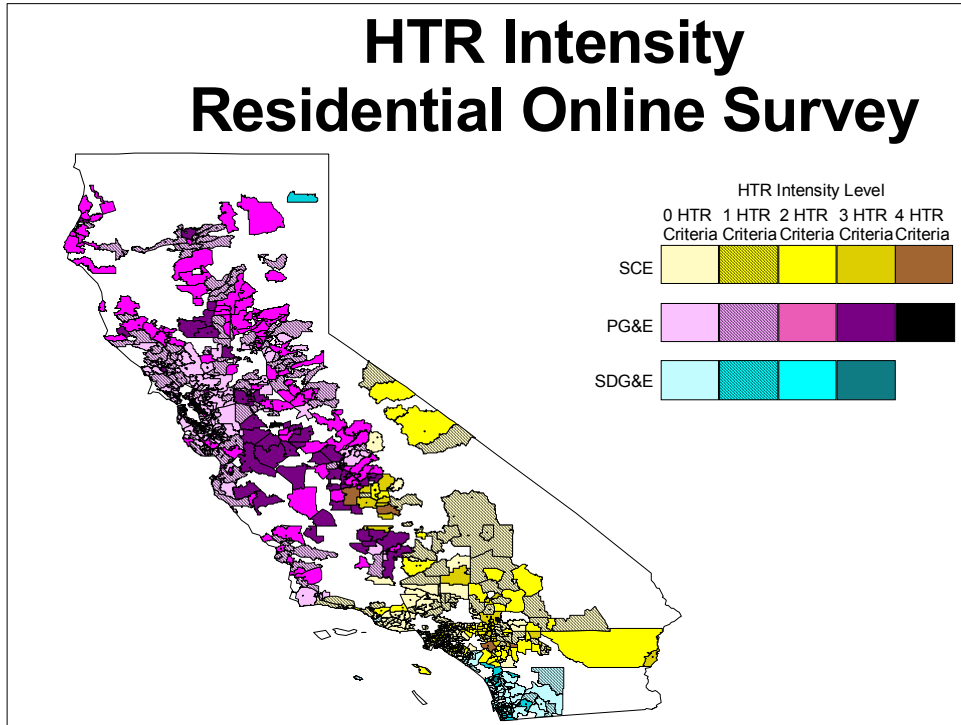 HTR Intensity
Residential Online Survey
HTR Intensity Level
0 HTR 1 HTR 2 HTR 3 HTR 4 HTR
Criteria Criteria Criteria Criteria Criteria
SCE
PG&E
SDG&E